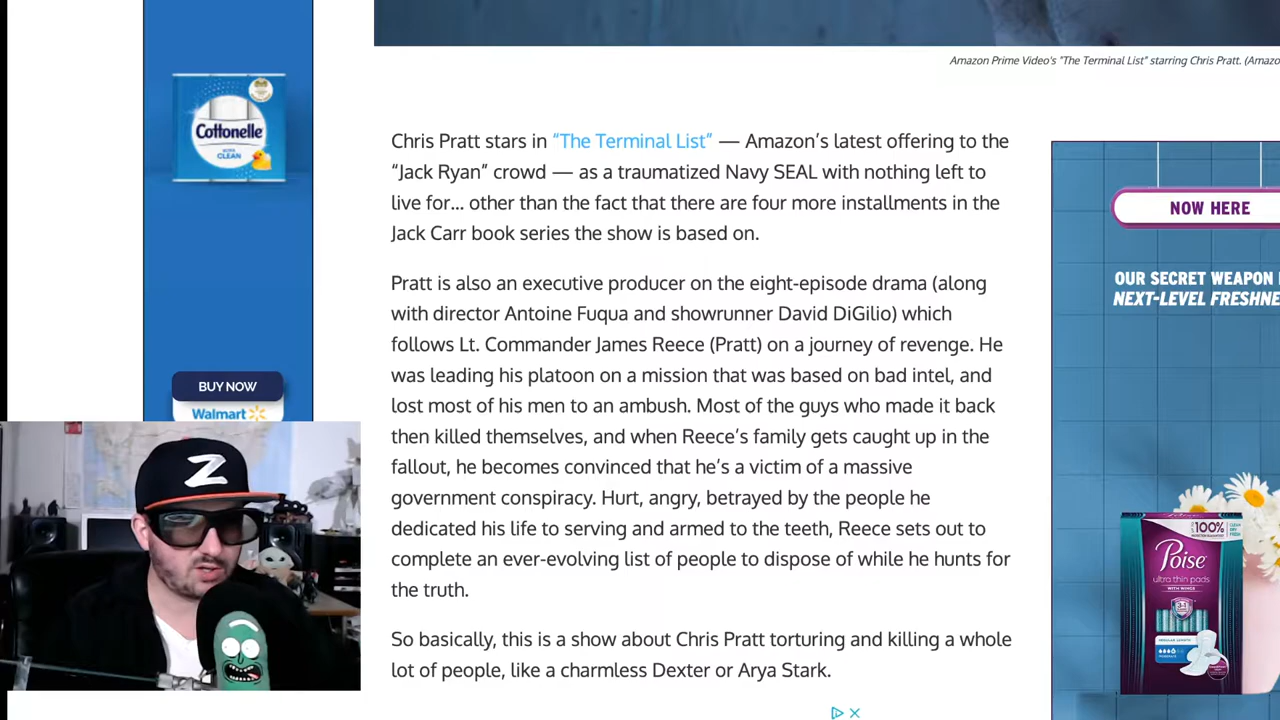 Amazon Prime Video's "The Terminal List" starring Chris Pratt. (Amazo
Cottonelle
ULTRA
CLEAN
Chris Pratt stars in “The Terminal List” — Amazon’s latest offering to the
“Jack Ryan” crowd — as a traumatized Navy SEAL with nothing left to
live for... other than the fact that there are four more installments in the
Jack Carr book series the show is based on.
Pratt is also an executive producer on the eight-episode drama (along
with director Antoine Fuqua and showrunner David DiGilio) which
follows Lt. Commander James Reece (Pratt) on a journey of revenge. He
was leading his platoon on a mission that was based on bad intel, and
lost most of his men to an ambush. Most of the guys who made it back
then killed themselves, and when Reece’s family gets caught up in the
fallout, he becomes convinced that he’s a victim of a massive
government conspiracy. Hurt, angry, betrayed by the people he
dedicated his life to serving and armed to the teeth, Reece sets out to
complete an ever-evolving list of people to dispose of while he hunts for
the truth.
So basically, this is a show about Chris Pratt torturing and killing a whole
lot of people, like a charmless Dexter or Arya Stark.
BUY NOW
Walmart
Z
NOW HERE
OUR SECRET WEAPON
NEXT-LEVEL FRESHNE
100%
Poise
ultra thin pads
WITH WINGS